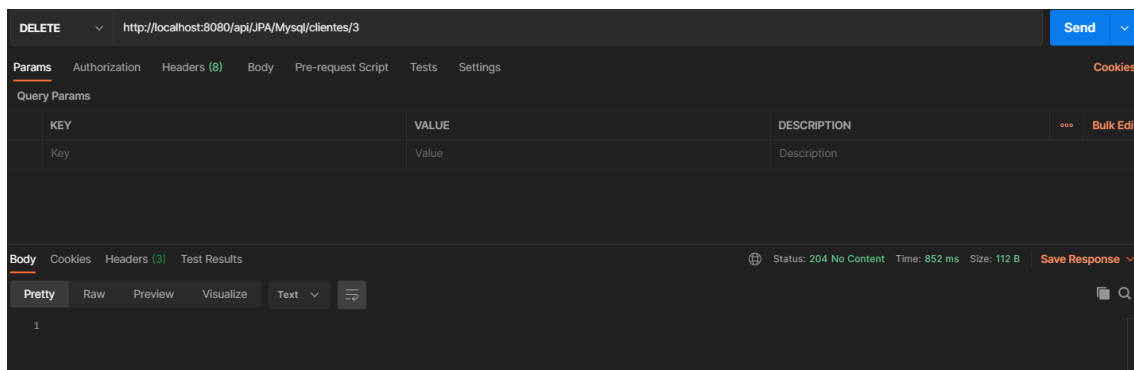 DELETE http://localhost:8080/api/JPA/Mysql/clientes/3 Send
Params Authorization Headers (8) Body Pre-request Script Tests Settings Cookies
Query Params
KEY VALUE DESCRIPTION ooo Bulk Edi
Key Value Description
Body Cookies Headers (3) Test Results Status: 204 No Content Time: 852 ms Size: 112 B Save Response
Pretty Raw Preview Visualize Text
1